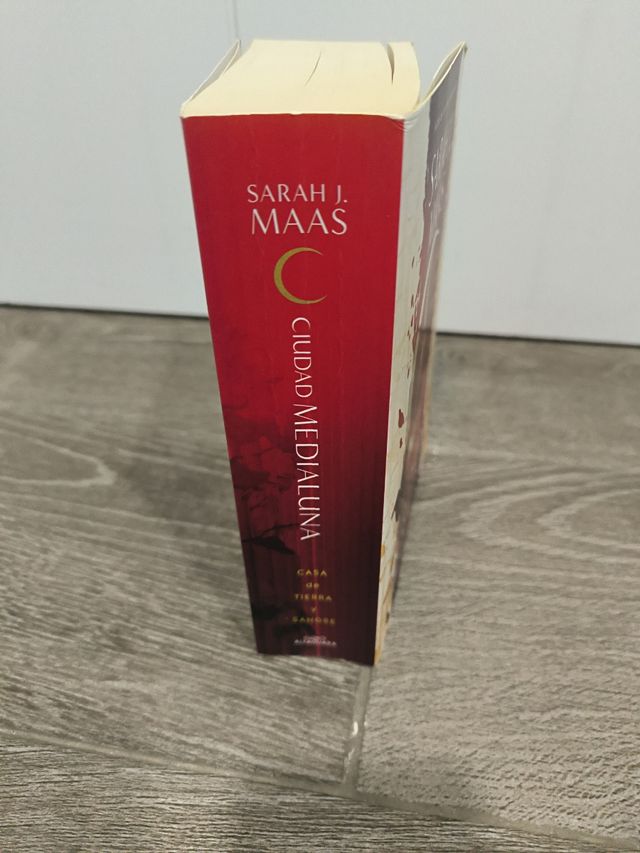 SARAH J.
MAAS
CIUDAD MEDIALUNA
CASA
de
TIERRA
Y
SANGRE